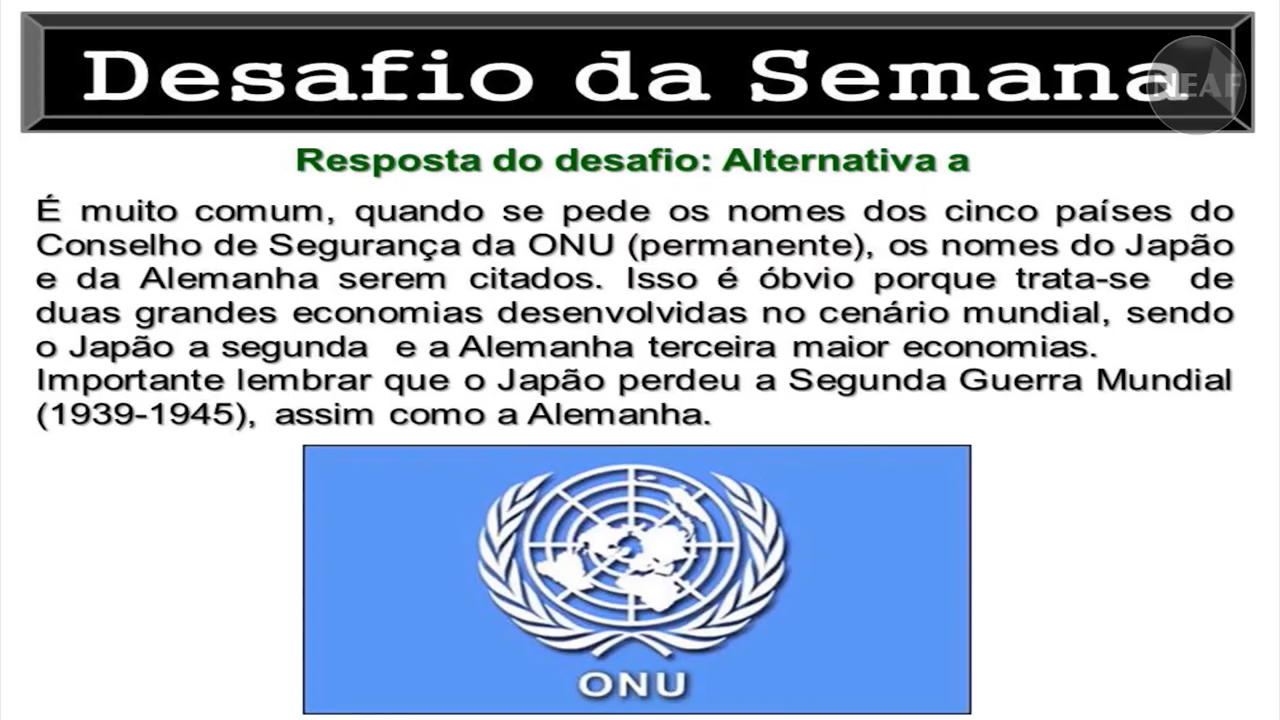 Desafio da Semana
NEAF
Resposta do desafio: Alternativa a
É muito comum, quando se pede os nomes dos cinco países do
Conselho de Segurança da ONU (permanente), os nomes do Japão
e da Alemanha serem citados. Isso é óbvio porque trata-se de
duas grandes economias desenvolvidas no cenário mundial, sendo
o Japão a segunda e a Alemanha terceira maior economias.
Importante lembrar que o Japão perdeu a Segunda Guerra Mundial
(1939-1945), assim como a Alemanha.
ONU